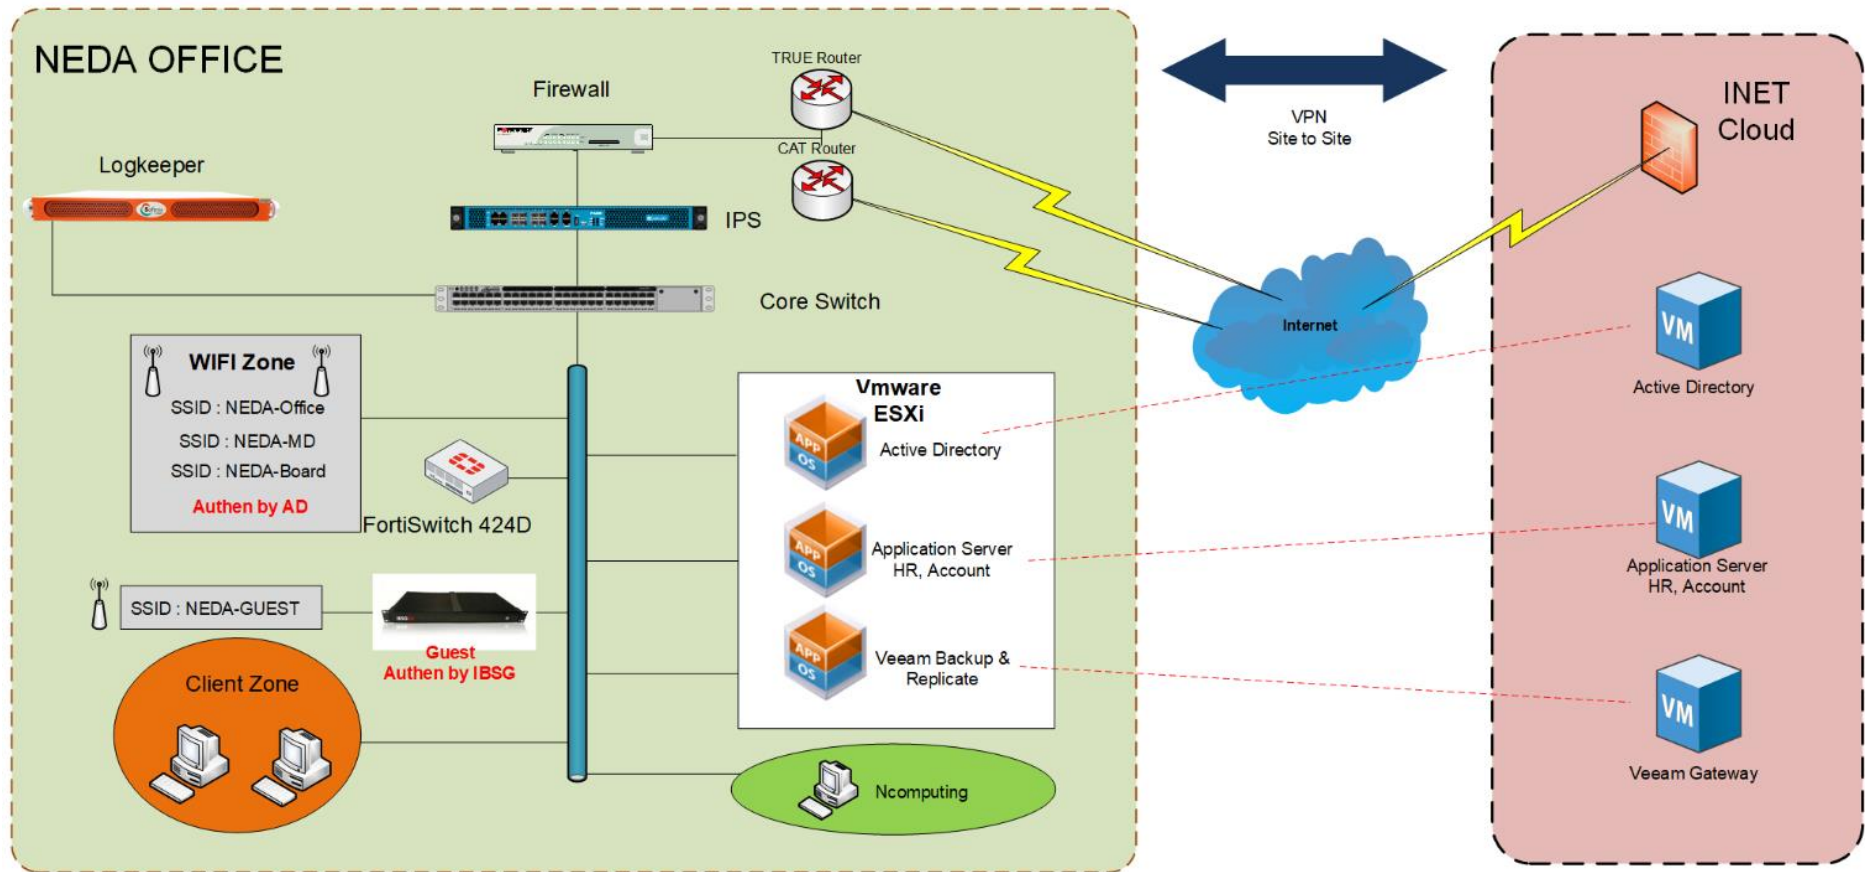 NEDA OFFICE
Firewall
TRUE Router
CAT Router
Logkeeper
IPS
Core Switch
WIFI Zone
SSID : NEDA-Office
SSID : NEDA-MD
SSID : NEDA-Board
Authen by AD
FortiSwitch 424D
SSID : NEDA-GUEST
Guest
Authen by IBSG
Client Zone
Vmware
ESXi
APP
OS
Active Directory
APP
OS
Application Server
HR, Account
APP
OS
Veeam Backup &
Replicate
Ncomputing
VPN
Site to Site
Internet
INET
Cloud
VM
Active Directory
VM
Application Server
HR, Account
VM
Veeam Gateway